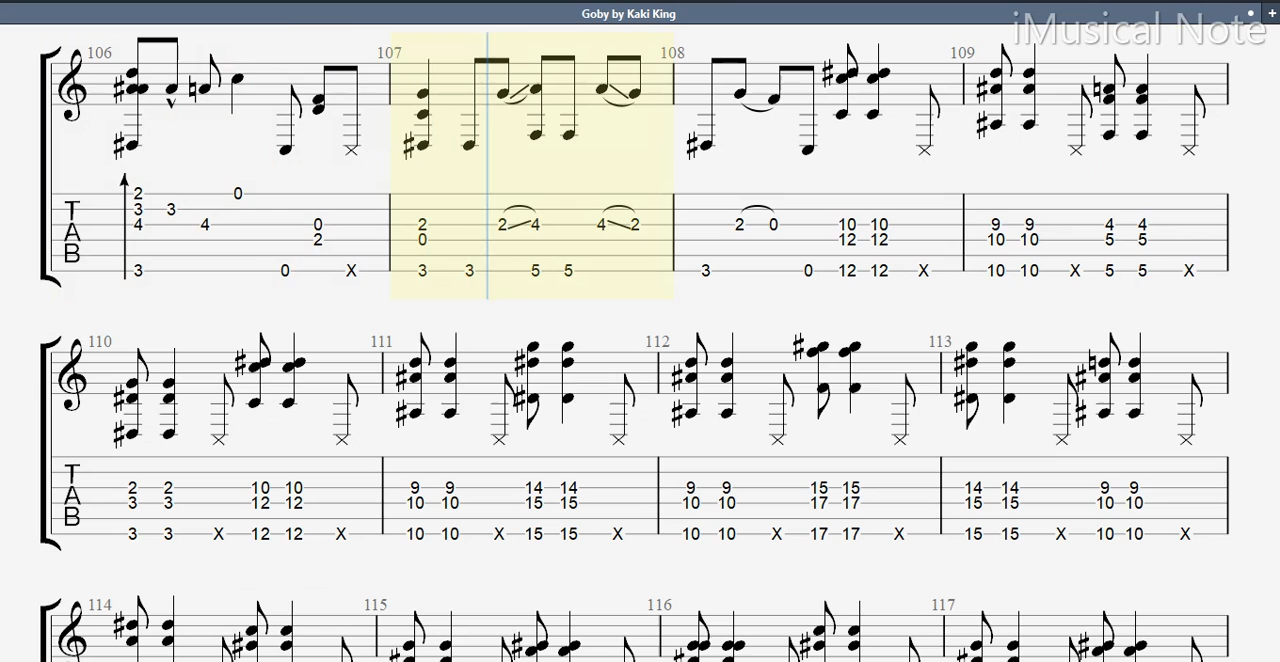 Goby by Kaki King
iMusical Note
106 107 108 109
2 0
3 3
4 4 0 2 2 4 4 2 2 0 10 10 9 9 4 4
2 0 12 12 10 10 5 5
3 0 X 3 3 5 5 3 0 12 12 X 10 10 X 5 5 X
T
A
B
110 111 112 113
2 2 10 10 9 9 14 14 9 9 15 15 14 14 9 9
3 3 12 12 10 10 15 15 10 10 17 17 15 15 10 10
3 3 X 12 12 X 10 10 X 15 15 X 10 10 X 17 17 X 15 15 X 10 10 X
T
A
B
114 115 116 117